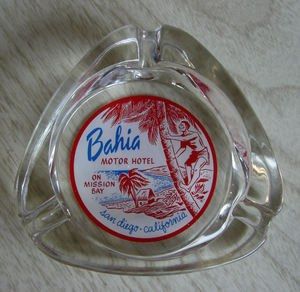 Bahia
MOTOR HOTEL
ON
MISSION
BAY
san diego • california